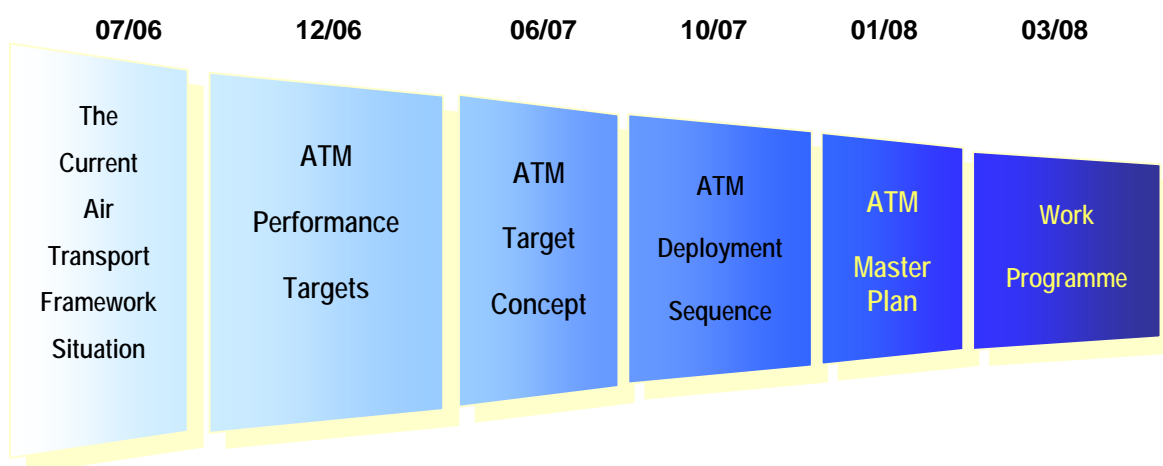 07/06 12/06 06/07 10/07 01/08 03/08
The
Current
Air
Transport
Framework
Situation
ATM
Performance
Targets
ATM
Target
Concept
ATM
Deployment
Sequence
ATM
Master
Plan
Work
Programme